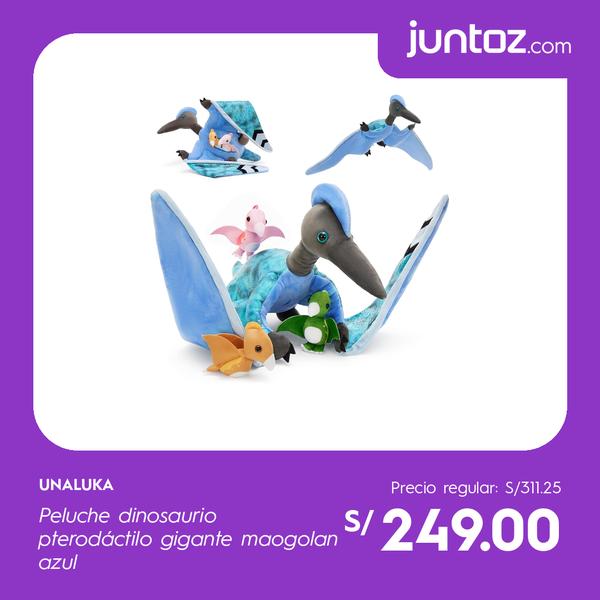 juntoz.com
UNALUKA
Peluche dinosaurio
pterodáctilo gigante maogolan
azul
Precio regular: S/311.25
S/249.00